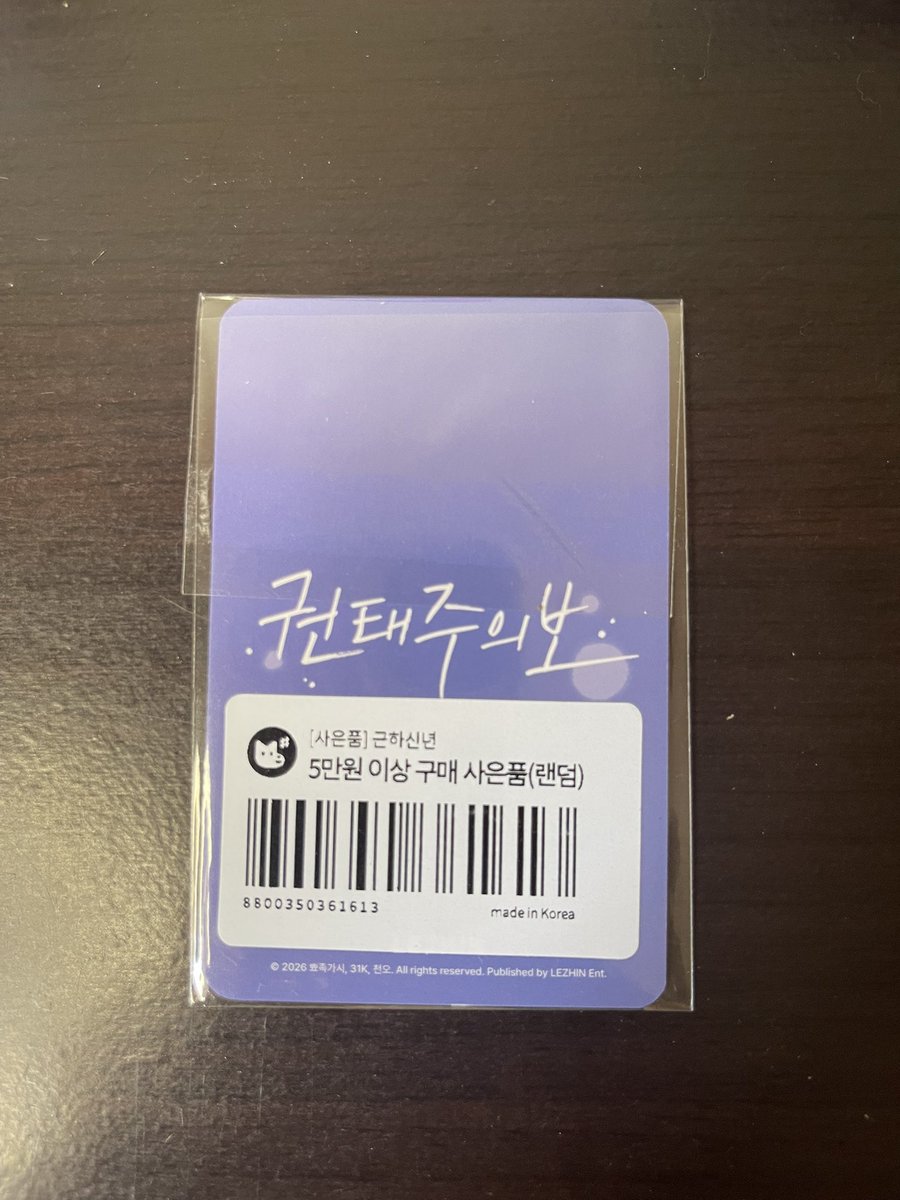 권태주의보
[사은품] 근하신년
5만원 이상 구매 사은품(랜덤)
8800350361613
made in Korea
© 2026 뾰족가시, 31K, 천오. All rights reserved. Published by LEZHIN Ent.